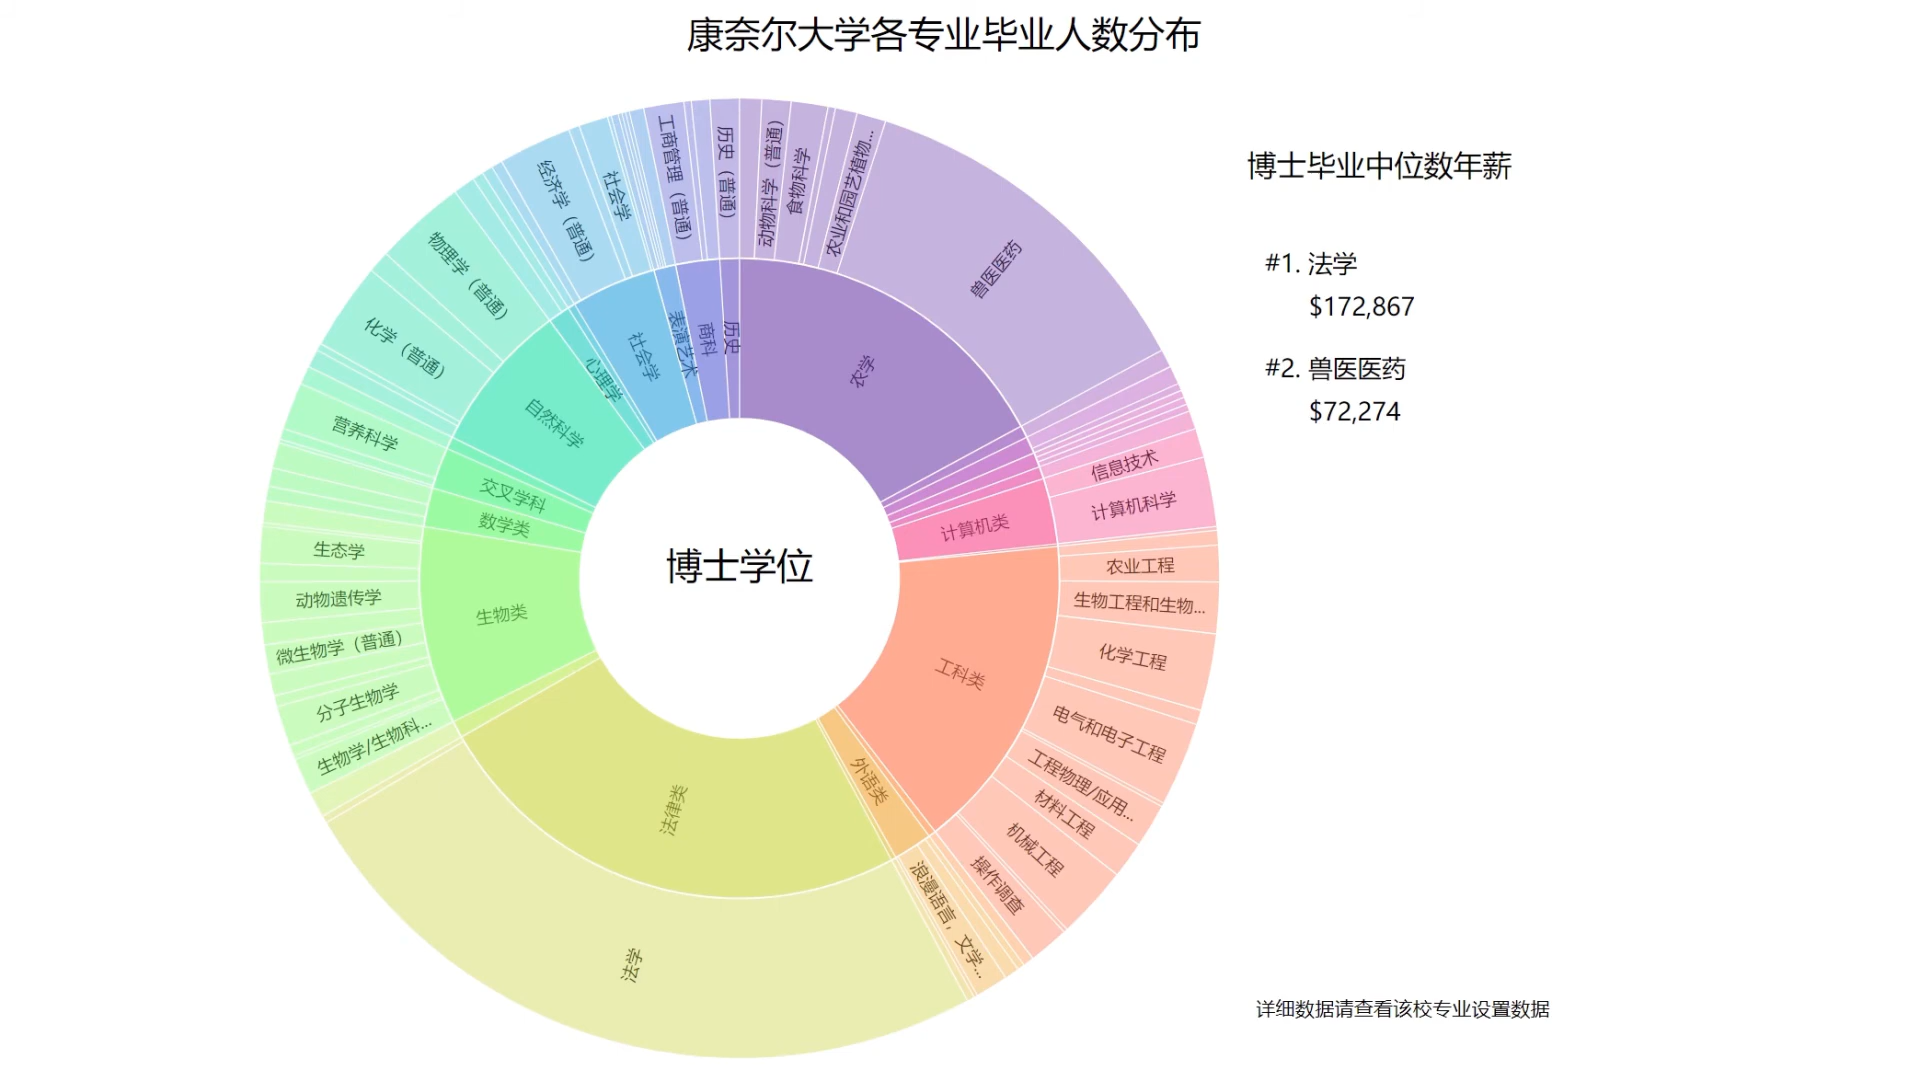 康奈尔大学各专业毕业人数分布
博士毕业中位数年薪
#1. 法学
$172,867
#2. 兽医医药
$72,274
博士学位
农学
计算机类
工科类
外语类
法律类
生物类
数学类
交叉学科
自然科学
心理学
社会学
表演艺术
商科
历史
动物科学（普通）
食物科学
农业和园艺植物...
兽医医药
信息技术
计算机科学
农业工程
生物工程和生物...
化学工程
电气和电子工程
工程物理/应用...
材料工程
机械工程
操作调查
浪漫语言，文学...
法学
生物学/生物科...
分子生物学
微生物学（普通）
动物遗传学
生态学
营养科学
化学（普通）
物理学（普通）
经济学（普通）
社会学
工商管理（普通）
历史（普通）
详细数据请查看该校专业设置数据